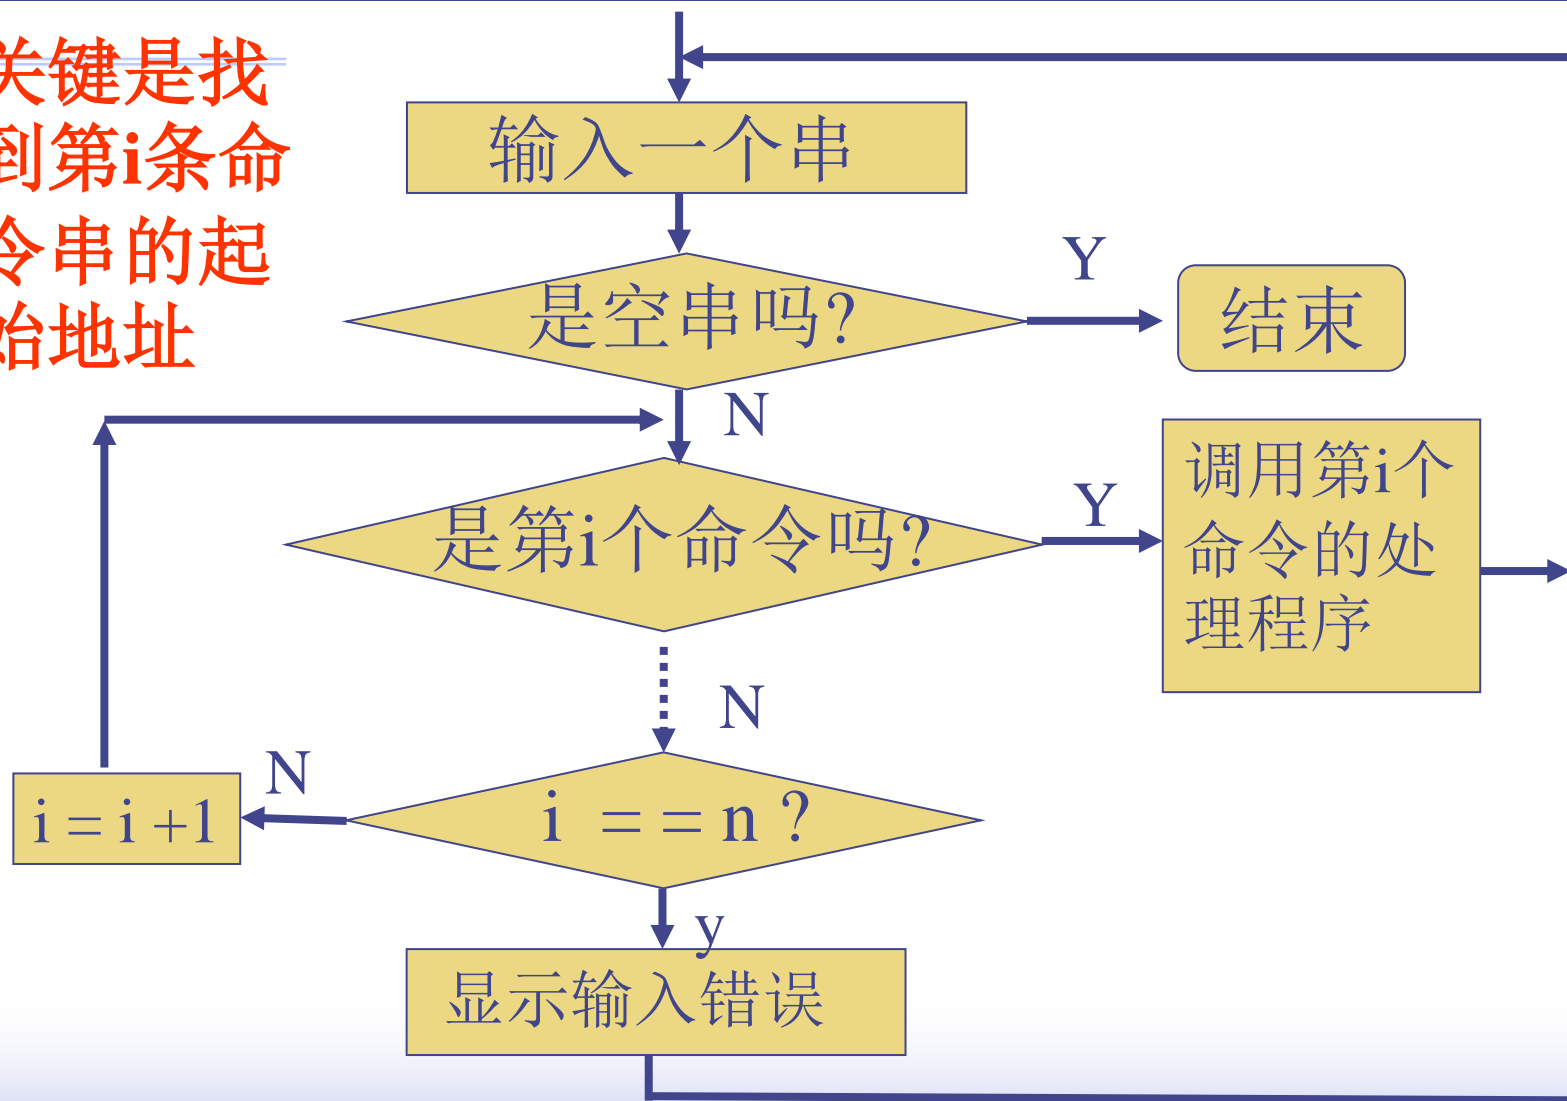 关键是找
到第i条命
令串的起
始地址
输入一个串
是空串吗?
Y
结束
N
是第i个命令吗?
Y
调用第i个
命令的处
理程序
N
i == n ?
N
i = i +1
y
显示输入错误